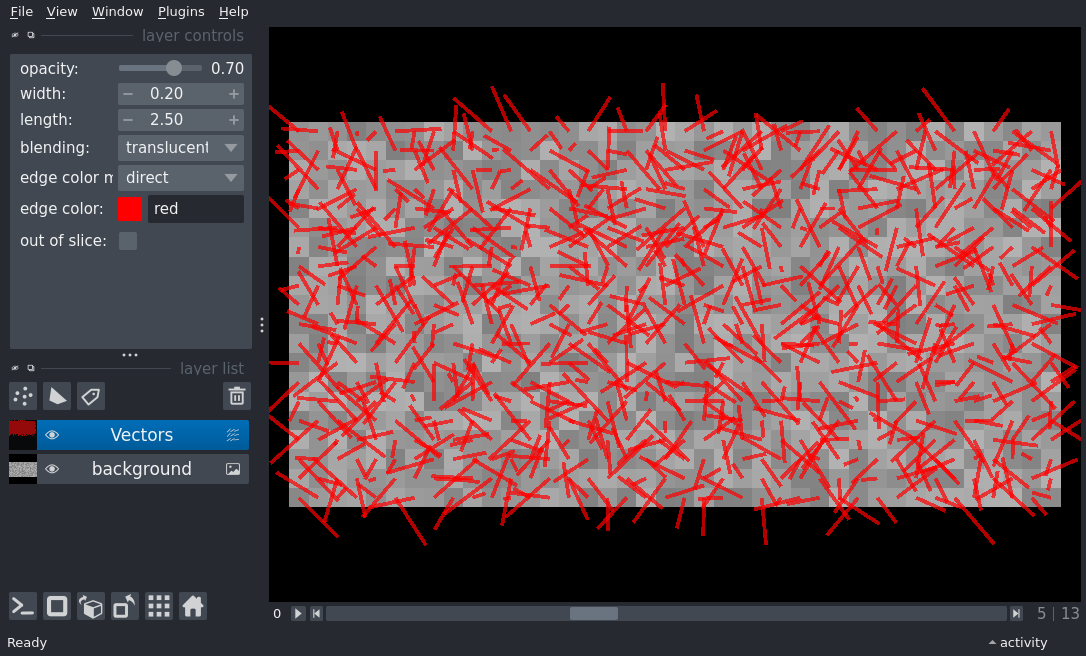 File View Window Plugins Help
layer controls
opacity: 0.70
width: − 0.20 +
length: − 2.50 +
blending: translucent
edge color m direct
edge color: red
out of slice:
layer list
Vectors
background
0 5 | 13
Ready activity